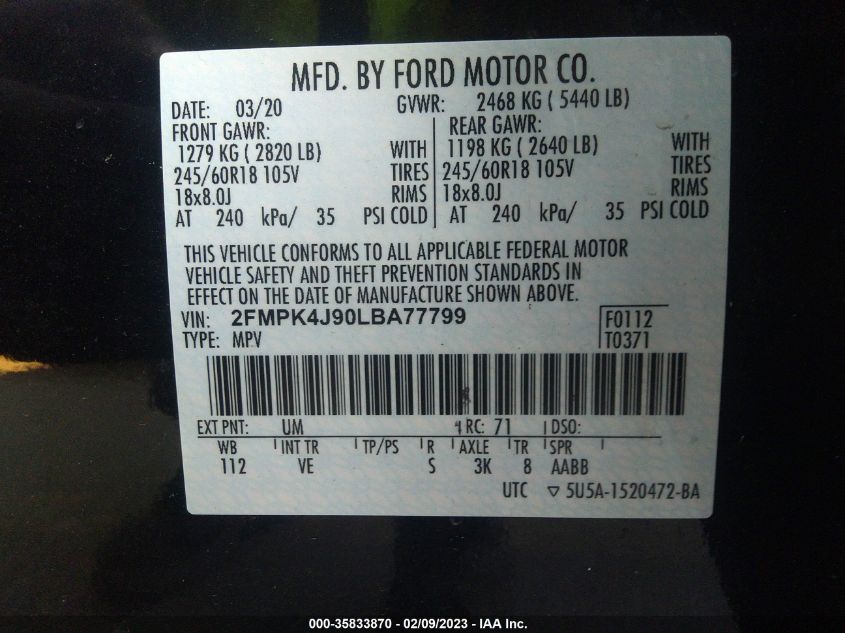 MFD. BY FORD MOTOR CO.
DATE: 03/20 GVWR: 2468 KG ( 5440 LB)
FRONT GAWR: REAR GAWR:
1279 KG ( 2820 LB) WITH 1198 KG ( 2640 LB) WITH
245/60R18 105V TIRES 245/60R18 105V TIRES
18x8.0J RIMS 18x8.0J RIMS
AT 240 kPa/ 35 PSI COLD AT 240 kPa/ 35 PSI COLD
THIS VEHICLE CONFORMS TO ALL APPLICABLE FEDERAL MOTOR
VEHICLE SAFETY AND THEFT PREVENTION STANDARDS IN
EFFECT ON THE DATE OF MANUFACTURE SHOWN ABOVE.
VIN: 2FMPK4J90LBA77799 F0112
TYPE: MPV T0371
EXT PNT: UM RC: 71 DSO:
WB INT TR TP/PS R AXLE TR SPR
112 VE S 3K 8 AABB
UTC ▽ 5U5A-1520472-BA
000-35833870 - 02/09/2023 - IAA Inc.